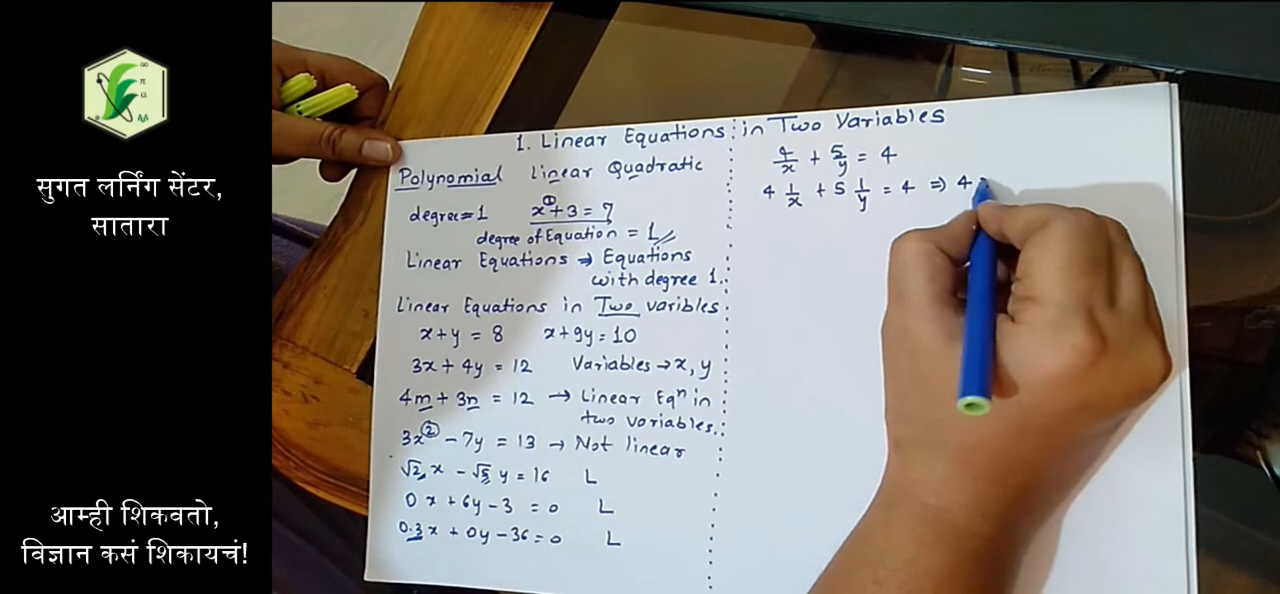 सुगत लर्निंग सेंटर,
सातारा
आम्ही शिकवतो,
विज्ञान कसं शिकायचं!
1. Linear Equations in Two Variables
Polynomial Linear Quadratic
degree=1 x①+3 = 7
degree of Equation = 1
Linear Equations ⇒ Equations
with degree 1.
Linear Equations in Two varibles
x+y = 8 x+9y=10
3x+4y = 12 Variables → x, y
4m + 3n = 12 → Linear Eqⁿ in
two variables.
3x② - 7y = 13 → Not linear
√2 x - √5 y = 16 L
0x + 6y - 3 = 0 L
0.3x + 0y - 36 = 0 L
4/x + 5/y = 4
4 1/x + 5 1/y = 4 ⇒ 4